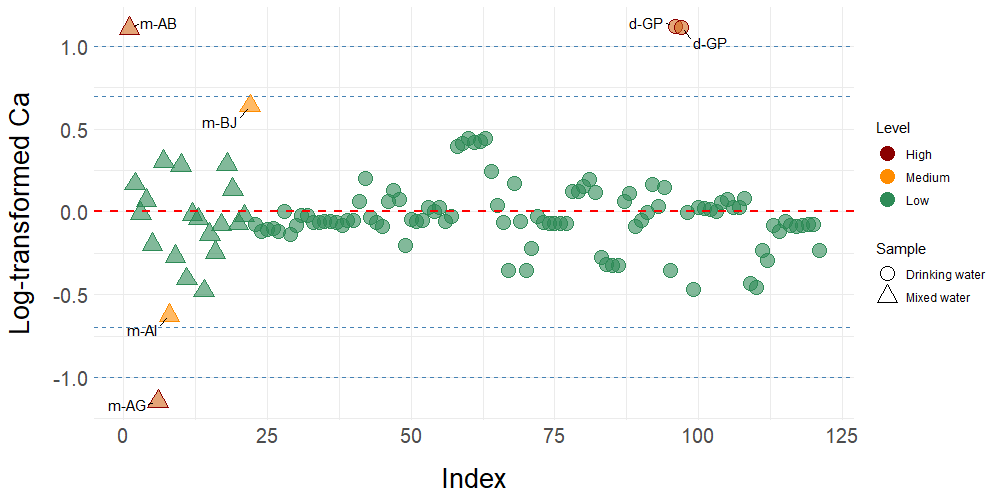 m-AB
d-GP
d-GP
m-BJ
m-AI
m-AG
Log-transformed Ca
1.0
0.5
0.0
-0.5
-1.0
0
25
50
75
100
125
Index
Level
High
Medium
Low
Sample
Drinking water
Mixed water